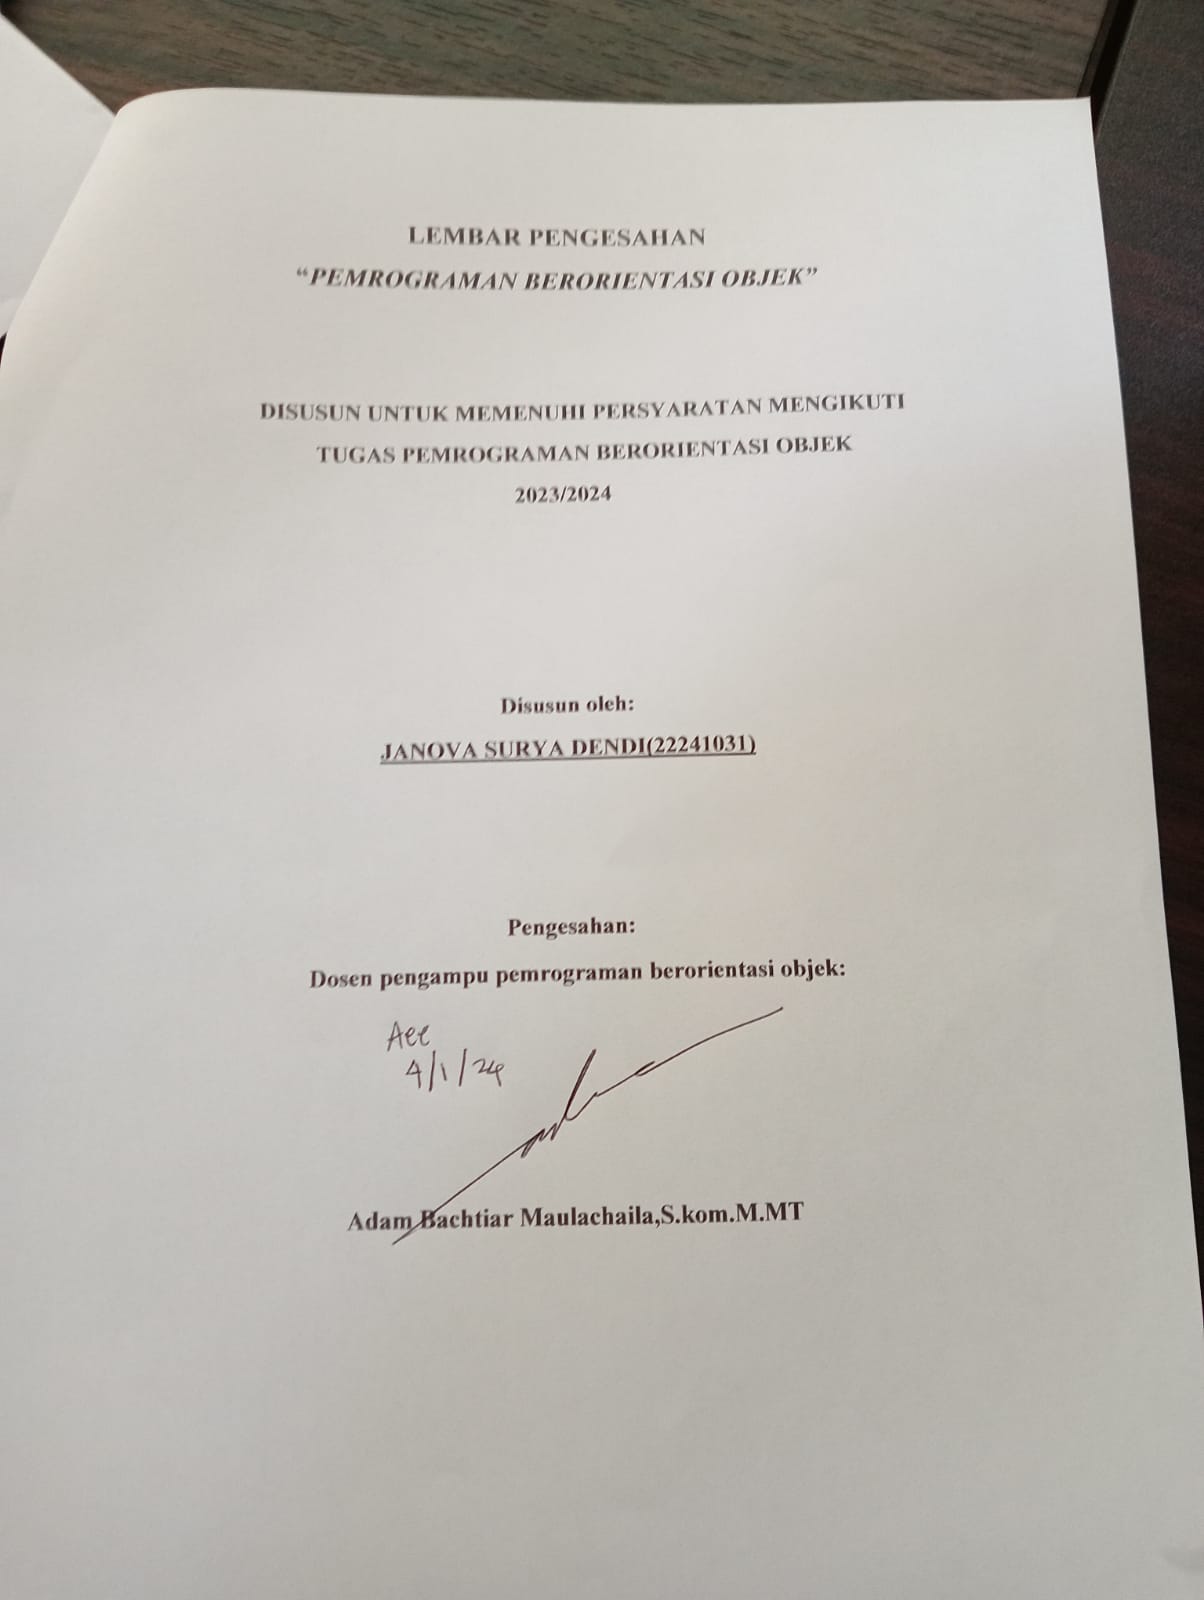 LEMBAR PENGESAHAN
“PEMROGRAMAN BERORIENTASI OBJEK”
DISUSUN UNTUK MEMENUHI PERSYARATAN MENGIKUTI
TUGAS PEMROGRAMAN BERORIENTASI OBJEK
2023/2024
Disusun oleh:
JANOVA SURYA DENDI(22241031)
Pengesahan:
Dosen pengampu pemrograman berorientasi objek:
Acc
4/1/24
Adam Bachtiar Maulachaila,S.kom.M.MT